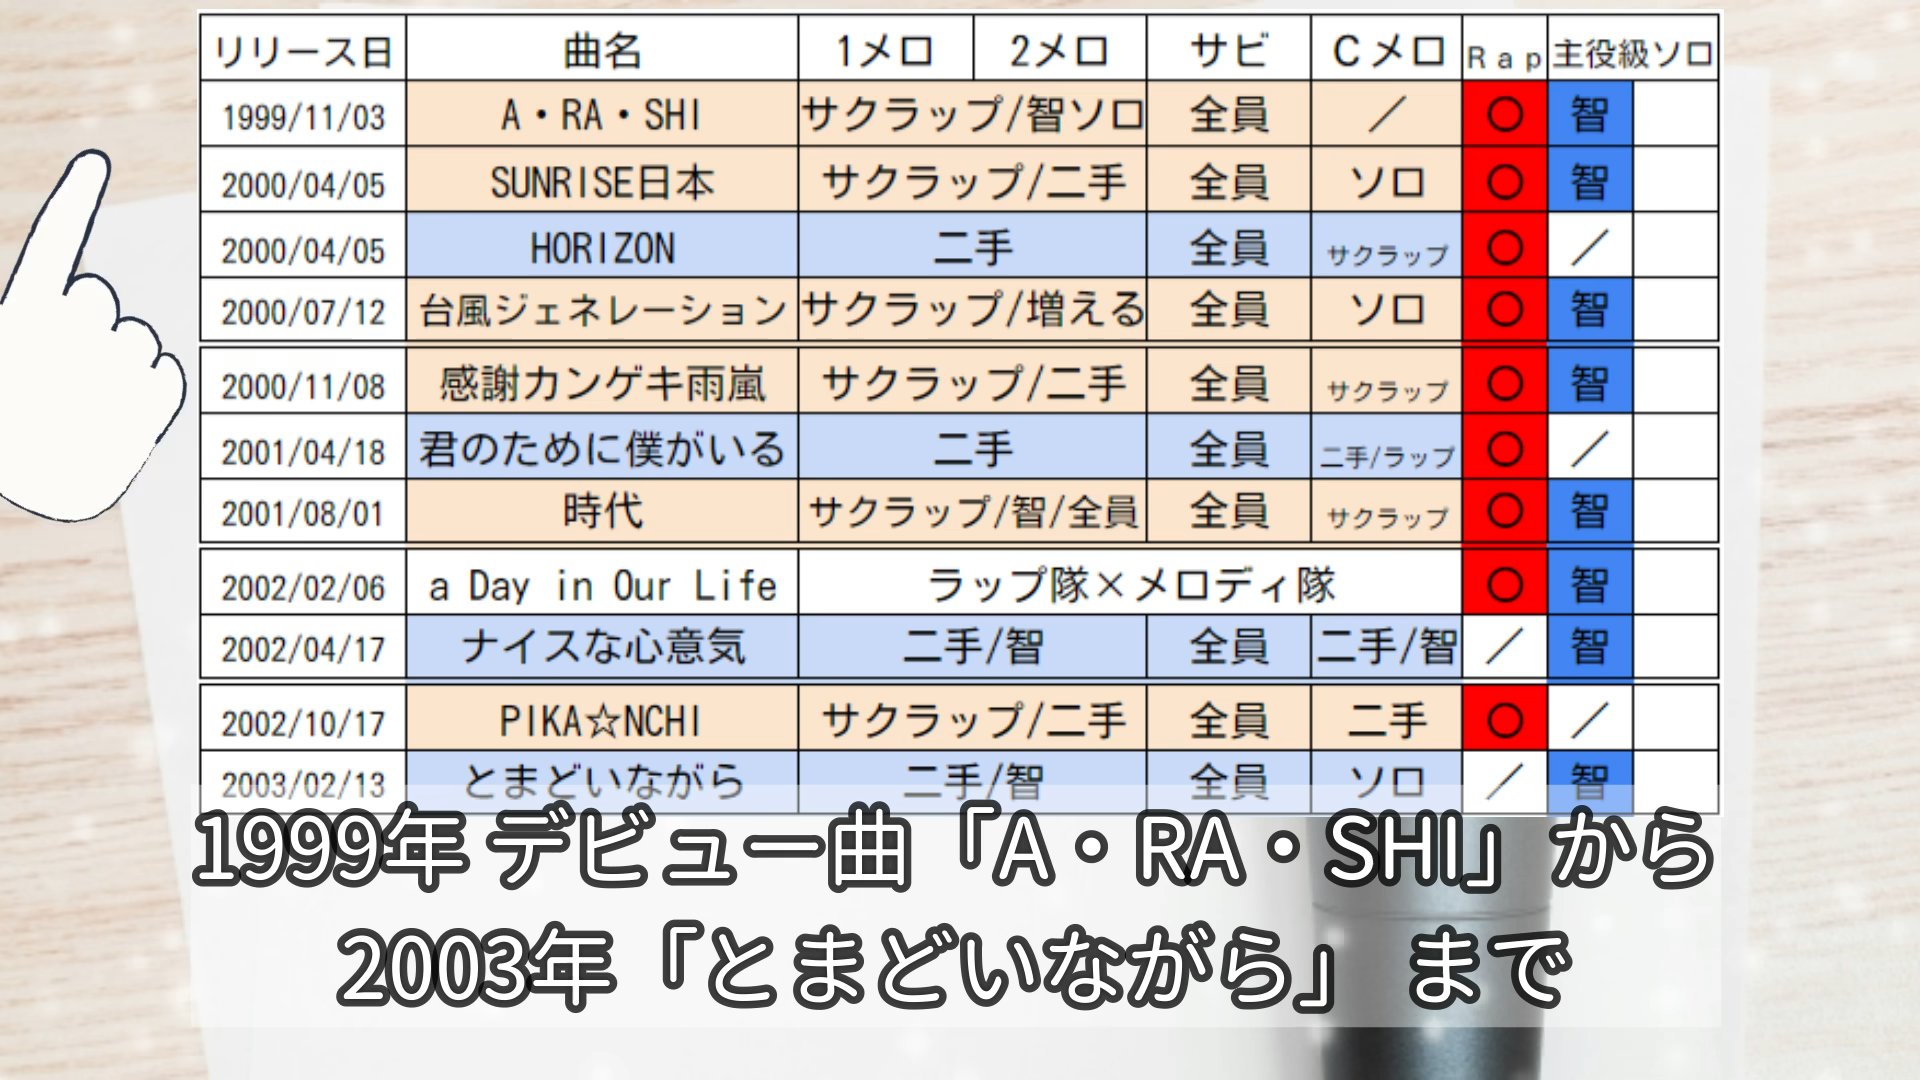 リリース日 曲名 1メロ 2メロ サビ Cメロ Rap 主役級ソロ
1999/11/03 A・RA・SHI サクラップ/智ソロ 全員 ／ 〇 智
2000/04/05 SUNRISE日本 サクラップ/二手 全員 ソロ 〇 智
2000/04/05 HORIZON 二手 全員 サクラップ 〇 ／
2000/07/12 台風ジェネレーション サクラップ/増える 全員 ソロ 〇 智
2000/11/08 感謝カンゲキ雨嵐 サクラップ/二手 全員 サクラップ 〇 智
2001/04/18 君のために僕がいる 二手 全員 二手/ラップ 〇 ／
2001/08/01 時代 サクラップ/智/全員 全員 サクラップ 〇 智
2002/02/06 a Day in Our Life ラップ隊×メロディ隊 〇 智
2002/04/17 ナイスな心意気 二手/智 全員 二手/智 ／ 智
2002/10/17 PIKA☆NCHI サクラップ/二手 全員 二手 〇 ／
2003/02/13 とまどいながら 二手/智 全員 ソロ ／ 智
1999年 デビュー曲「A・RA・SHI」から
2003年「とまどいながら」 まで